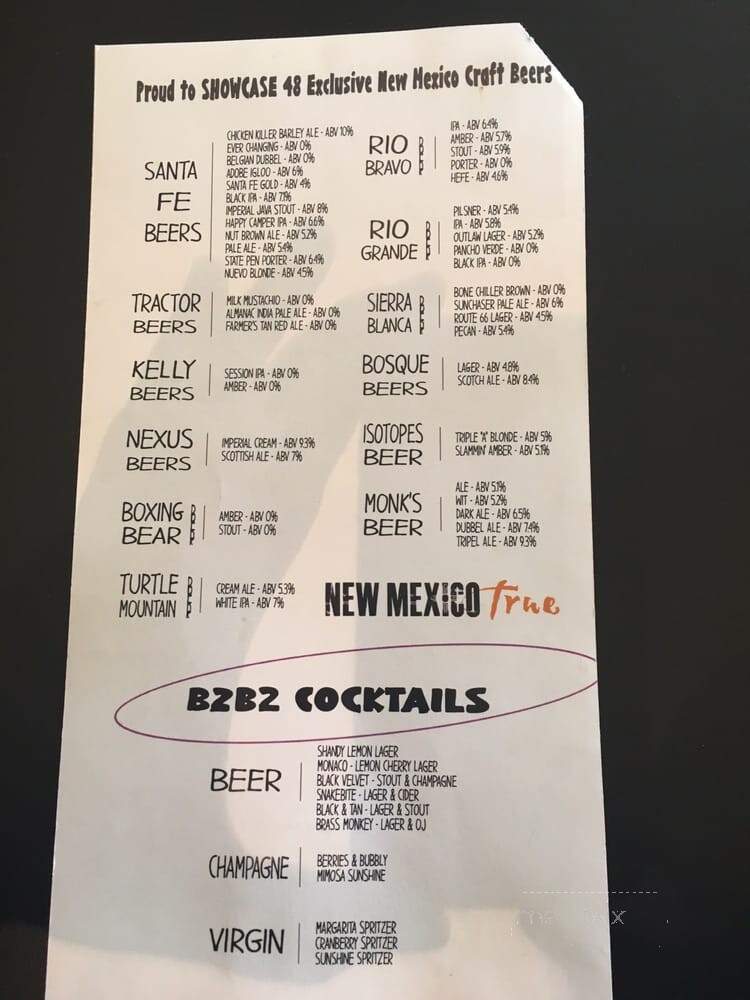 Proud to SHOWCASE 48 Exclusive New Mexico Craft Beers
SANTA
FE
BEERS
CHICKEN KILLER BARLEY ALE - ABV 10%
EVER CHANGING - ABV 0%
BELGIAN DUBBEL - ABV 0%
ADOBE IGLOO - ABV 6%
SANTA FE GOLD - ABV 4%
BLACK IPA - ABV 7.1%
IMPERIAL JAVA STOUT - ABV 8%
HAPPY CAMPER IPA - ABV 6.6%
NUT BROWN ALE - ABV 5.2%
PALE ALE - ABV 5.4%
STATE PEN PORTER - ABV 6.4%
NUEVO BLONDE - ABV 4.5%
TRACTOR
BEERS
MILK MUSTACHIO - ABV 0%
ALMANAC INDIA PALE ALE - ABV 0%
FARMER'S TAN RED ALE - ABV 0%
KELLY
BEERS
SESSION IPA - ABV 0%
AMBER - ABV 0%
NEXUS
BEERS
IMPERIAL CREAM - ABV 9.3%
SCOTTISH ALE - ABV 7%
BOXING
BEAR
AMBER - ABV 0%
STOUT - ABV 0%
TURTLE
MOUNTAIN
CREAM ALE - ABV 5.3%
WHITE IPA - ABV 7%
RIO
BRAVO
IPA - ABV 6.4%
AMBER - ABV 5.7%
STOUT - ABV 5.9%
PORTER - ABV 0%
HEFE - ABV 4.6%
RIO
GRANDE
PILSNER - ABV 5.4%
IPA - ABV 5.8%
OUTLAW LAGER - ABV 5.2%
PANCHO VERDE - ABV 0%
BLACK IPA - ABV 0%
SIERRA
BLANCA
BONE CHILLER BROWN - ABV 0%
SUNCHASER PALE ALE - ABV 6%
ROUTE 66 LAGER - ABV 4.5%
PECAN - ABV 5.4%
BOSQUE
BEERS
LAGER - ABV 4.8%
SCOTCH ALE - ABV 8.4%
ISOTOPES
BEER
TRIPLE "A" BLONDE - ABV 5%
SLAMMIN' AMBER - ABV 5.1%
MONK'S
BEER
ALE - ABV 5.1%
WIT - ABV 5.2%
DARK ALE - ABV 6.5%
DUBBEL ALE - ABV 7.4%
TRIPEL ALE - ABV 9.3%
NEW MEXICO True
B2B2 COCKTAILS
BEER
SHANDY LEMON LAGER
MONACO - LEMON CHERRY LAGER
BLACK VELVET - STOUT & CHAMPAGNE
SNAKEBITE - LAGER & CIDER
BLACK & TAN - LAGER & STOUT
BRASS MONKEY - LAGER & OJ
CHAMPAGNE
BERRIES & BUBBLY
MIMOSA SUNSHINE
VIRGIN
MARGARITA SPRITZER
CRANBERRY SPRITZER
SUNSHINE SPRITZER